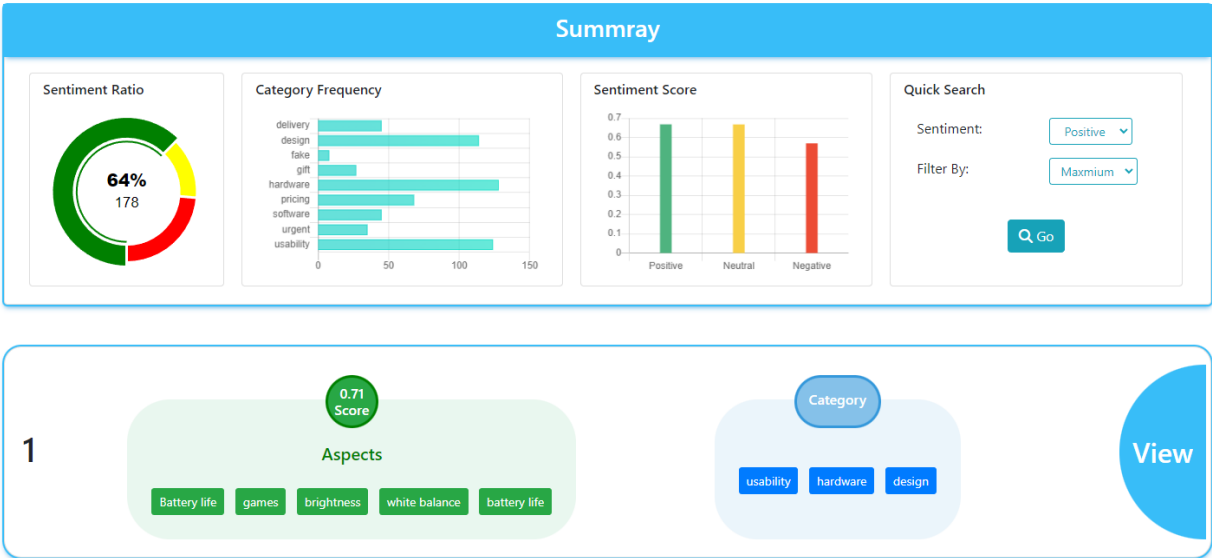 Summray
Sentiment Ratio
64%
178
Category Frequency
delivery
design
fake
gift
hardware
pricing
software
urgent
usability
0 50 100 150
Sentiment Score
0.7
0.6
0.5
0.4
0.3
0.2
0.1
0
Positive Neutral Negative
Quick Search
Sentiment: Positive
Filter By: Maxmium
Go
1
0.71
Score
Aspects
Battery life games brightness white balance battery life
Category
usability hardware design
View